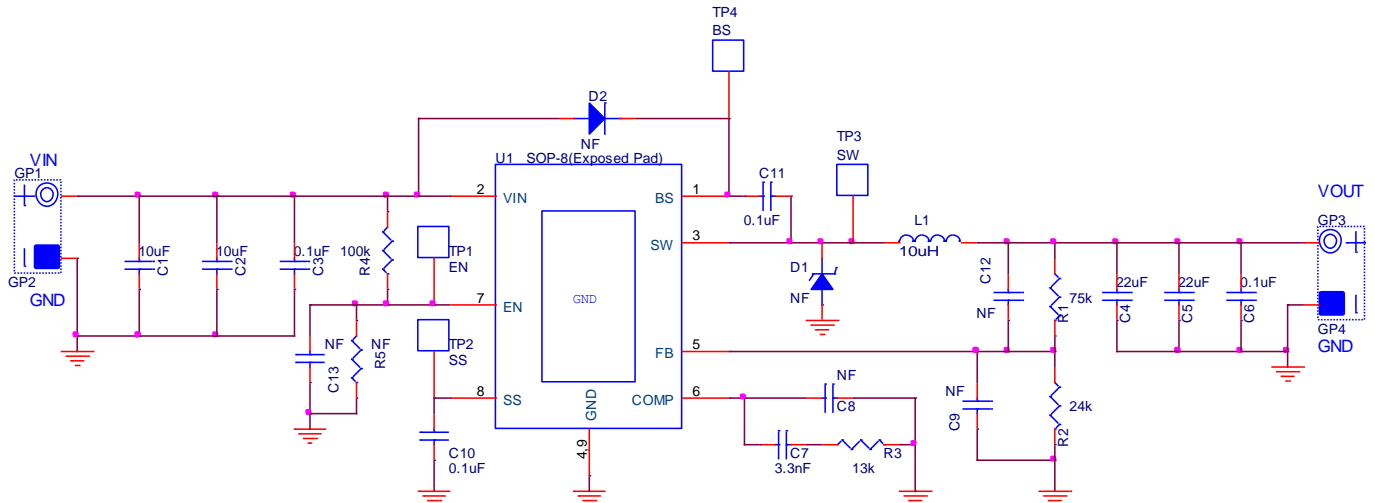 TP4
BS
D2
NF
U1 SOP-8(Exposed Pad)
TP3
SW
VIN
GP1
+
GP2
GND
10uF
C1
10uF
C2
0.1uF
C3
100k
R4
TP1
EN
TP2
SS
NF
C13
NF
R5
C10
0.1uF
2
VIN
7
EN
8
SS
GND
GND
4,9
BS
1
SW
3
FB
5
COMP
6
C11
0.1uF
D1
NF
L1
10uH
C12
NF
75k
R1
22uF
C4
22uF
C5
0.1uF
C6
VOUT
GP3
+
GP4
GND
NF
C8
C7
3.3nF
R3
13k
NF
C9
24k
R2